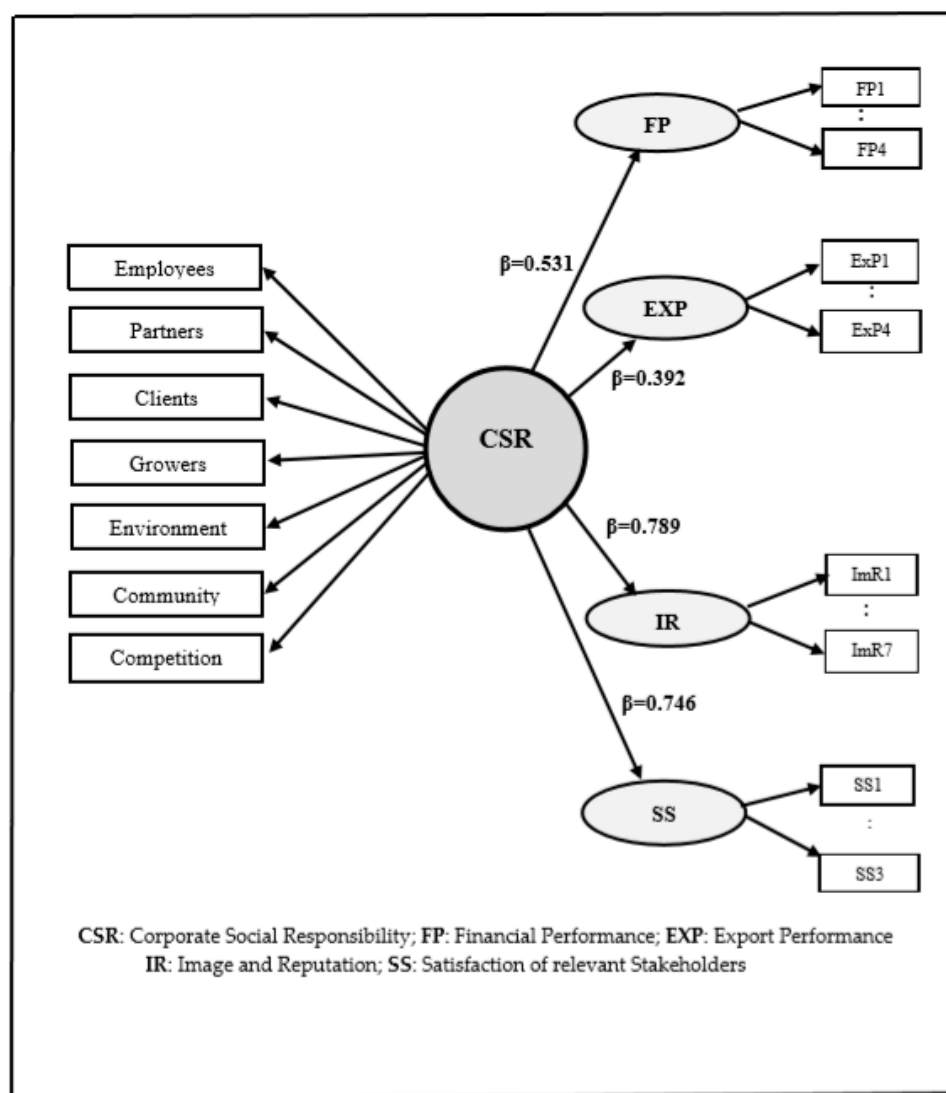 FP1
FP
:
FP4
Employees
β=0.531
ExP1
EXP
:
Partners
ExP4
β=0.392
Clients
CSR
Growers
Environment
β=0.789
ImR1
Community
:
IR
ImR7
Competition
β=0.746
SS1
SS
:
SS3
CSR: Corporate Social Responsibility; FP: Financial Performance; EXP: Export Performance
IR: Image and Reputation; SS: Satisfaction of relevant Stakeholders